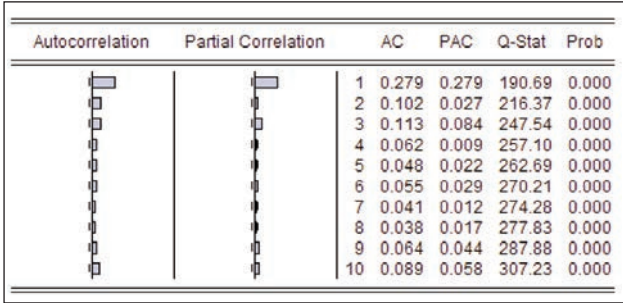 Autocorrelation Partial Correlation AC PAC Q-Stat Prob
1 0.279 0.279 190.69 0.000
2 0.102 0.027 216.37 0.000
3 0.113 0.084 247.54 0.000
4 0.062 0.009 257.10 0.000
5 0.048 0.022 262.69 0.000
6 0.055 0.029 270.21 0.000
7 0.041 0.012 274.28 0.000
8 0.038 0.017 277.83 0.000
9 0.064 0.044 287.88 0.000
10 0.089 0.058 307.23 0.000